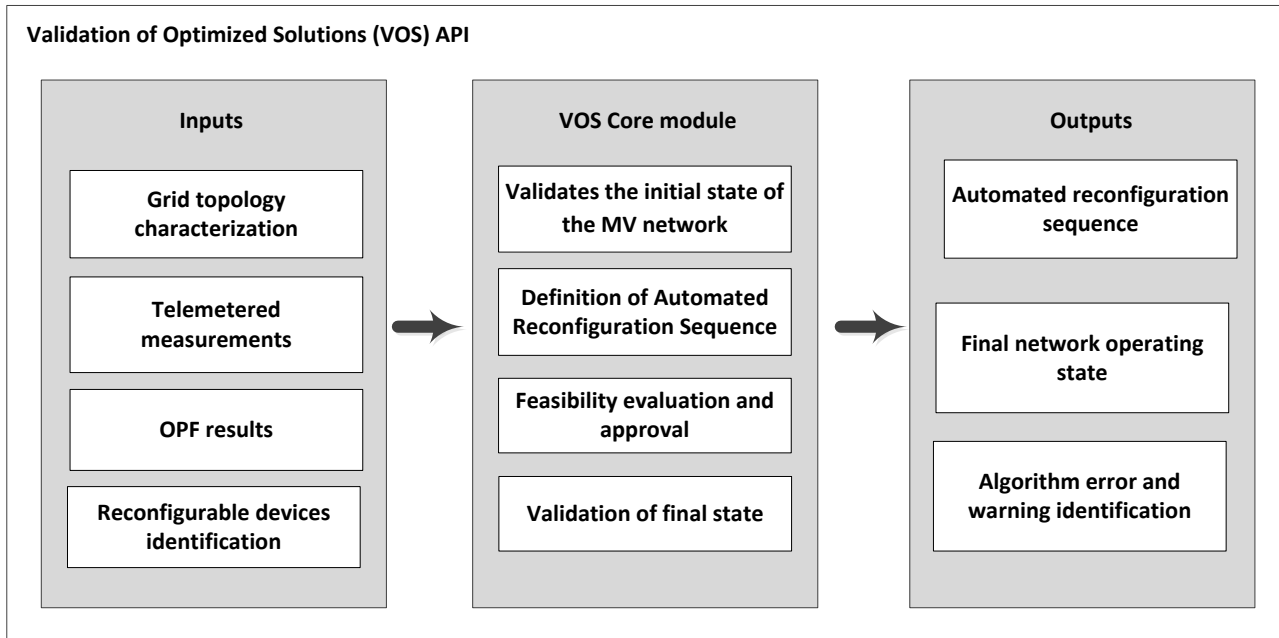 Validation of Optimized Solutions (VOS) API
Inputs
Grid topology
characterization
Telemetered
measurements
OPF results
Reconfigurable devices
identification
VOS Core module
Validates the initial state of
the MV network
Definition of Automated
Reconfiguration Sequence
Feasibility evaluation and
approval
Validation of final state
Outputs
Automated reconfiguration
sequence
Final network operating
state
Algorithm error and
warning identification